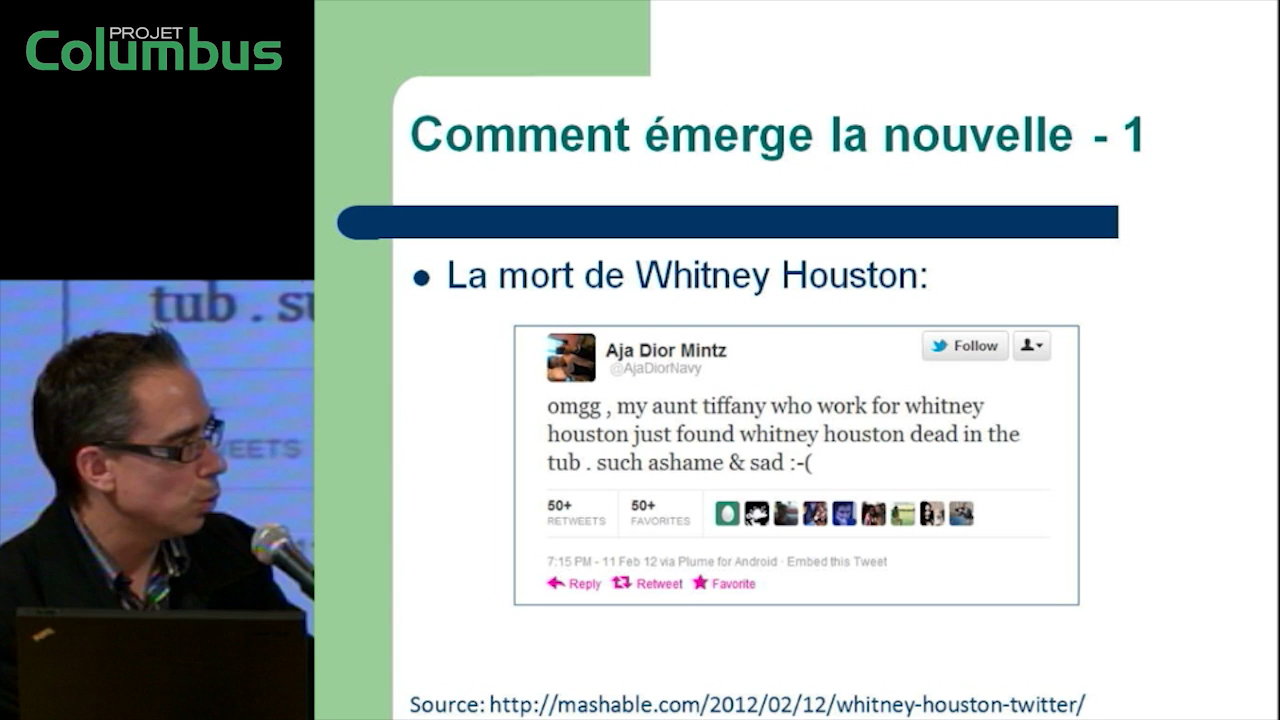 PROJET
Columbus
Comment émerge la nouvelle - 1
• La mort de Whitney Houston:
Aja Dior Mintz
@AjaDiorNavy
Follow
omgg , my aunt tiffany who work for whitney
houston just found whitney houston dead in the
tub . such ashame & sad :-(
50+
RETWEETS
50+
FAVORITES
7:15 PM - 11 Feb 12 via Plume for Android · Embed this Tweet
Reply Retweet Favorite
Source: http://mashable.com/2012/02/12/whitney-houston-twitter/
tub . su
EETS